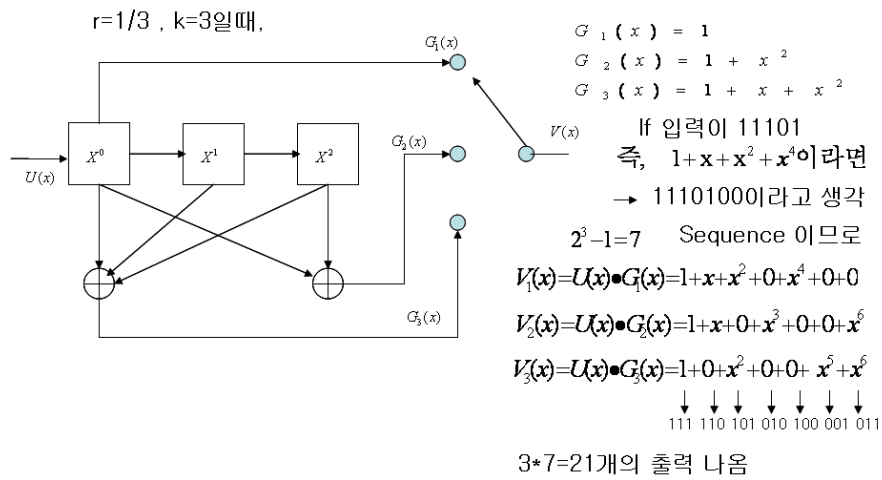 r=1/3 , k=3일때,
G₁(x)
X⁰
X¹
X²
U(x)
G₂(x)
V(x)
G₃(x)
G ₁ ( x ) = 1
G ₂ ( x ) = 1 + x ²
G ₃ ( x ) = 1 + x + x ²
If 입력이 11101
즉, 1+x+x²+x⁴이라면
→ 1110100이라고 생각
2³−1=7 Sequence 이므로
V₁(x)=U(x)•G₁(x)=1+x+x²+0+x⁴+0+0
V₂(x)=U(x)•G₂(x)=1+x+0+x³+0+0+x⁶
V₃(x)=U(x)•G₃(x)=1+0+x²+0+0+ x⁵+x⁶
111 110 101 010 100 001 011
3*7=21개의 출력 나옴